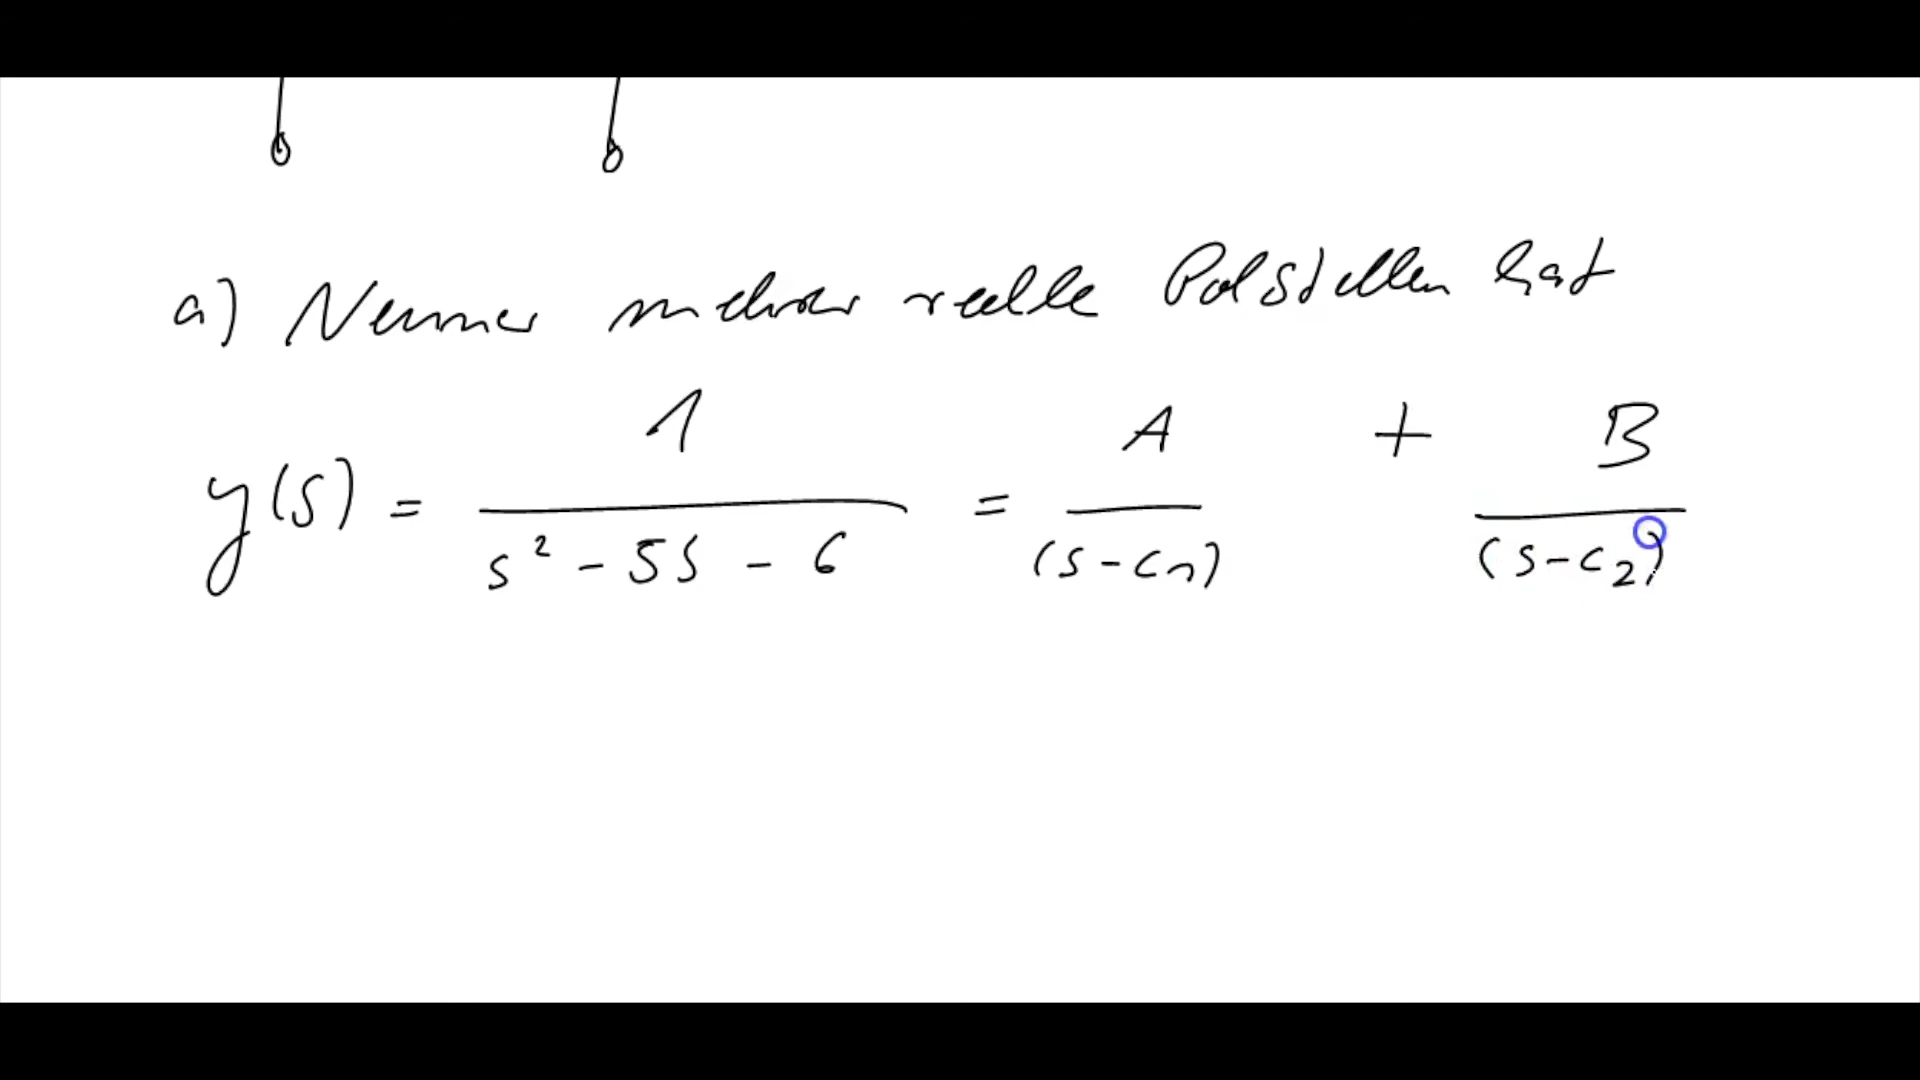 a) Nenner mehrere reelle Polstellen hat
y(s) = 1 / (s² - 5s - 6) = A / (s - c₁) + B / (s - c₂)